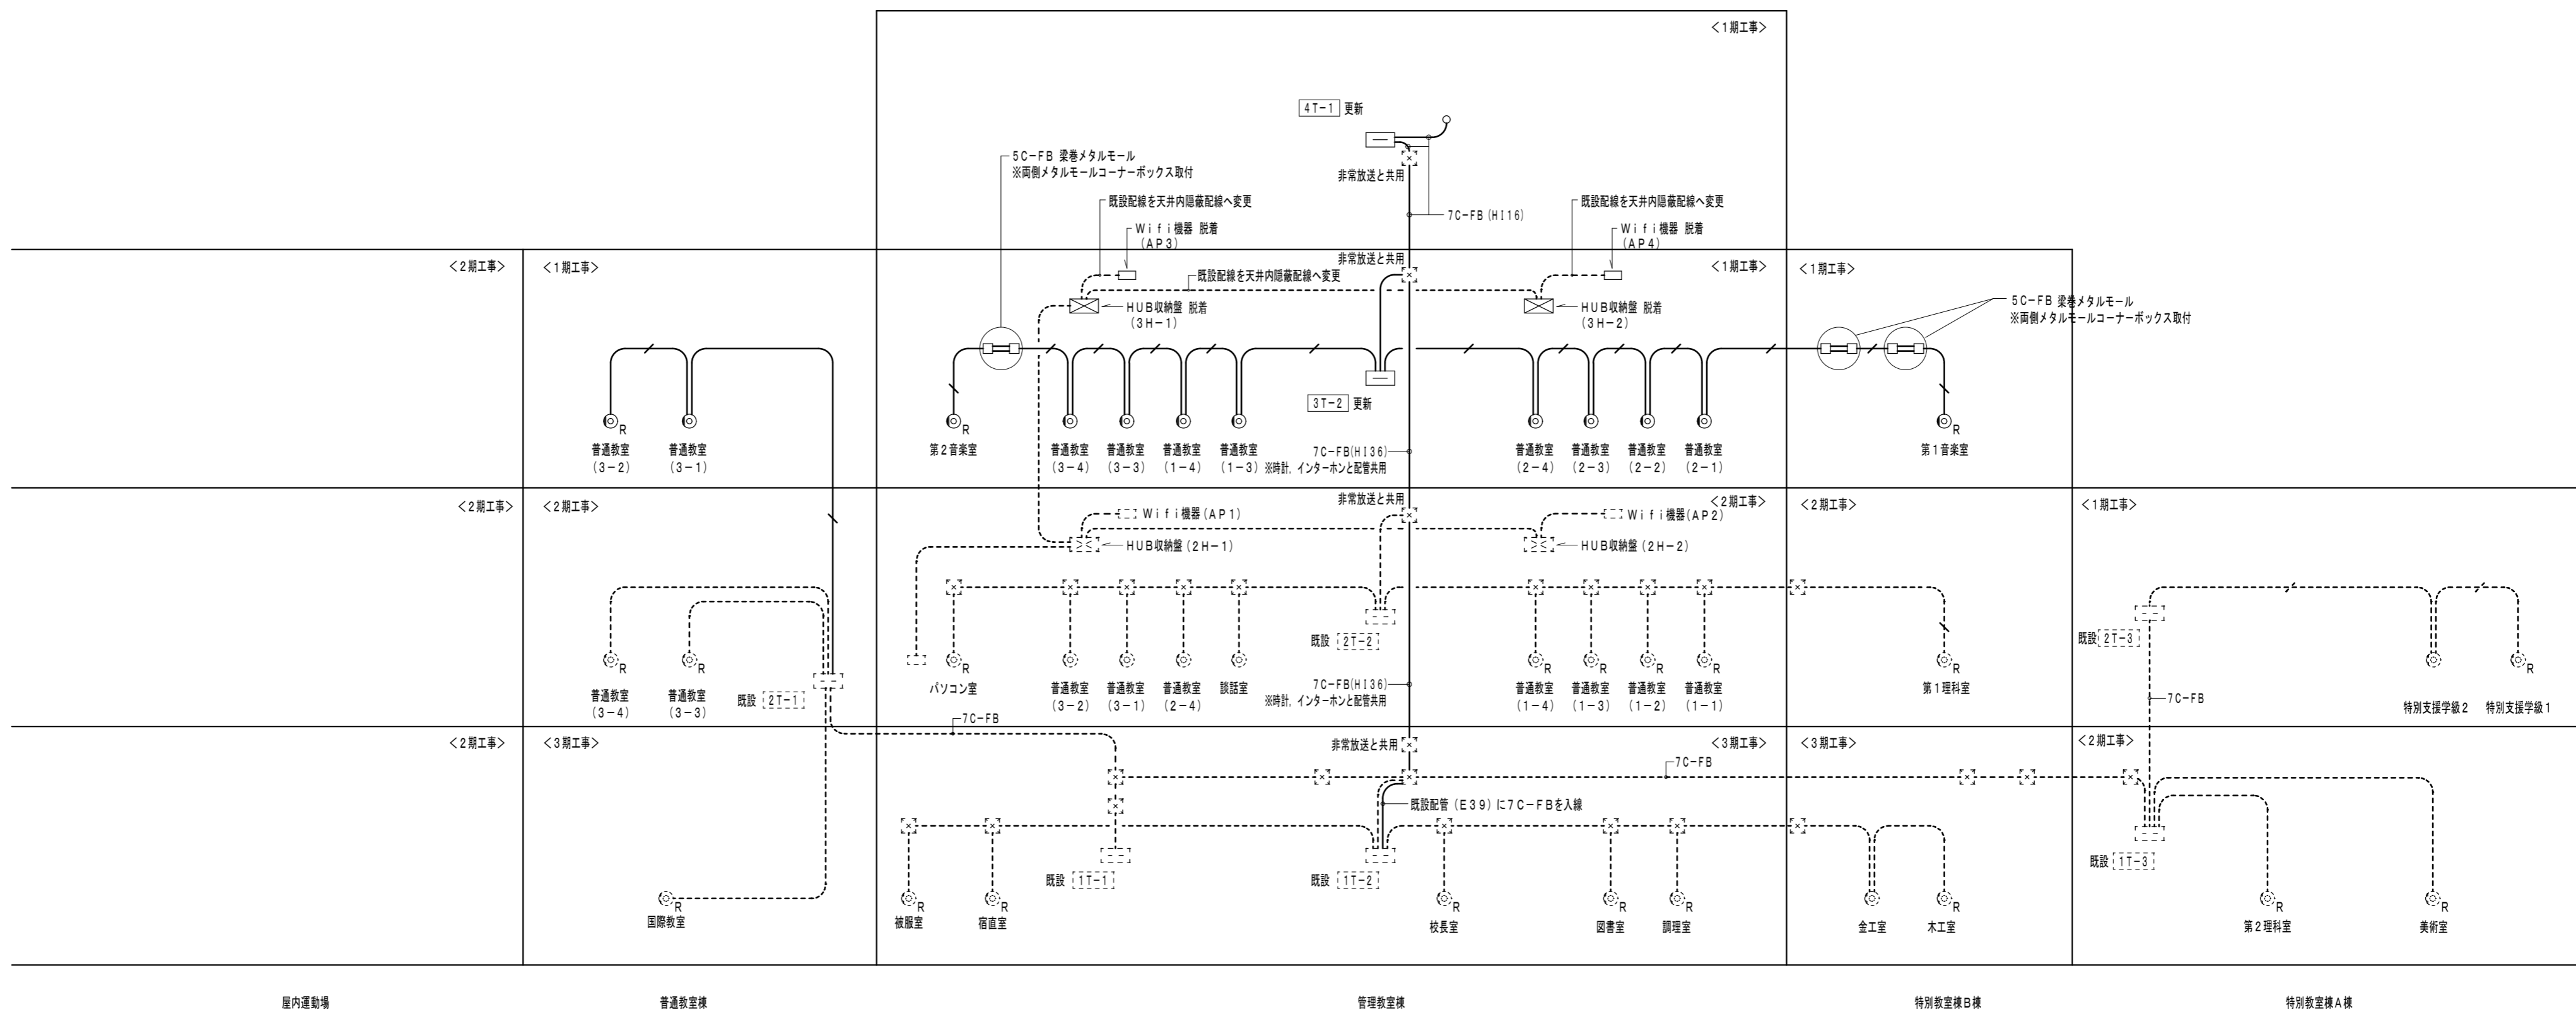 ＜1期工事＞
4T－1 更新
5C－FB 梁巻メタルモール
※両側メタルモールコーナーボックス取付
非常放送と共用
既設配線を天井内隠蔽配線へ変更
既設配線を天井内隠蔽配線へ変更
7C－FB(HI16)
Wifi機器 脱着
(AP3)
Wifi機器 脱着
(AP4)
＜2期工事＞
＜1期工事＞
非常放送と共用
＜1期工事＞
＜1期工事＞
既設配線を天井内隠蔽配線へ変更
HUB収納盤 脱着
(3H－1)
HUB収納盤 脱着
(3H－2)
5C－FB 梁巻メタルモール
※両側メタルモールコーナーボックス取付
3T－2 更新
R
R
R
普通教室
(3－2)
普通教室
(3－1)
第2音楽室
普通教室
(3－4)
普通教室
(3－3)
普通教室
(1－4)
普通教室
(1－3)
7C－FB(HI36)
※時計，インターホンと配管共用
普通教室
(2－4)
普通教室
(2－3)
普通教室
(2－2)
普通教室
(2－1)
第1音楽室
＜2期工事＞
＜2期工事＞
非常放送と共用
＜2期工事＞
＜2期工事＞
＜1期工事＞
Wifi機器(AP1)
Wifi機器(AP2)
HUB収納盤(2H－1)
HUB収納盤(2H－2)
既設 2T－2
既設 2T－3
R
R
R
R
R
R
R
R
R
普通教室
(3－4)
普通教室
(3－3)
既設 2T－1
パソコン室
普通教室
(3－2)
普通教室
(3－1)
普通教室
(2－4)
談話室
7C－FB(HI36)
※時計，インターホンと配管共用
普通教室
(1－4)
普通教室
(1－3)
普通教室
(1－2)
普通教室
(1－1)
第1理科室
7C－FB
特別支援学級2
特別支援学級1
7C－FB
＜2期工事＞
＜3期工事＞
非常放送と共用
＜3期工事＞
＜3期工事＞
＜2期工事＞
7C－FB
既設配管(E39)に7C－FBを入線
既設 1T－1
既設 1T－2
既設 1T－3
R
R
R
R
R
R
R
R
R
国際教室
被服室
宿直室
校長室
図書室
調理室
金工室
木工室
第2理科室
美術室
屋内運動場
普通教室棟
管理教室棟
特別教室棟B棟
特別教室棟A棟